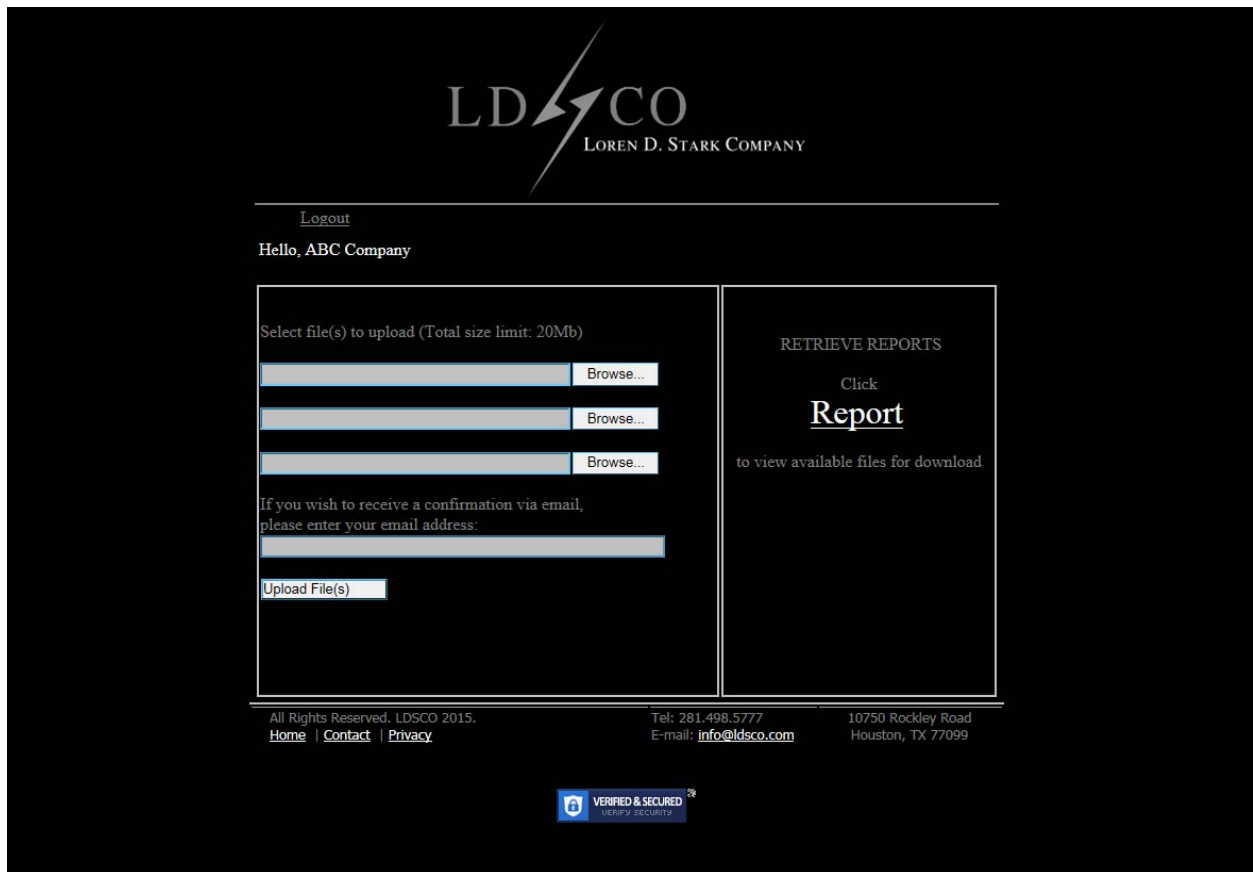 LDSCO
LOREN D. STARK COMPANY
Logout
Hello, ABC Company
Select file(s) to upload (Total size limit: 20Mb)
Browse...
Browse...
Browse...
If you wish to receive a confirmation via email,
please enter your email address:
Upload File(s)
RETRIEVE REPORTS
Click
Report
to view available files for download
All Rights Reserved. LDSCO 2015.
Home | Contact | Privacy
Tel: 281.498.5777
E-mail: info@ldsco.com
10750 Rockley Road
Houston, TX 77099
VERIFIED & SECURED
VERIFY SECURITY